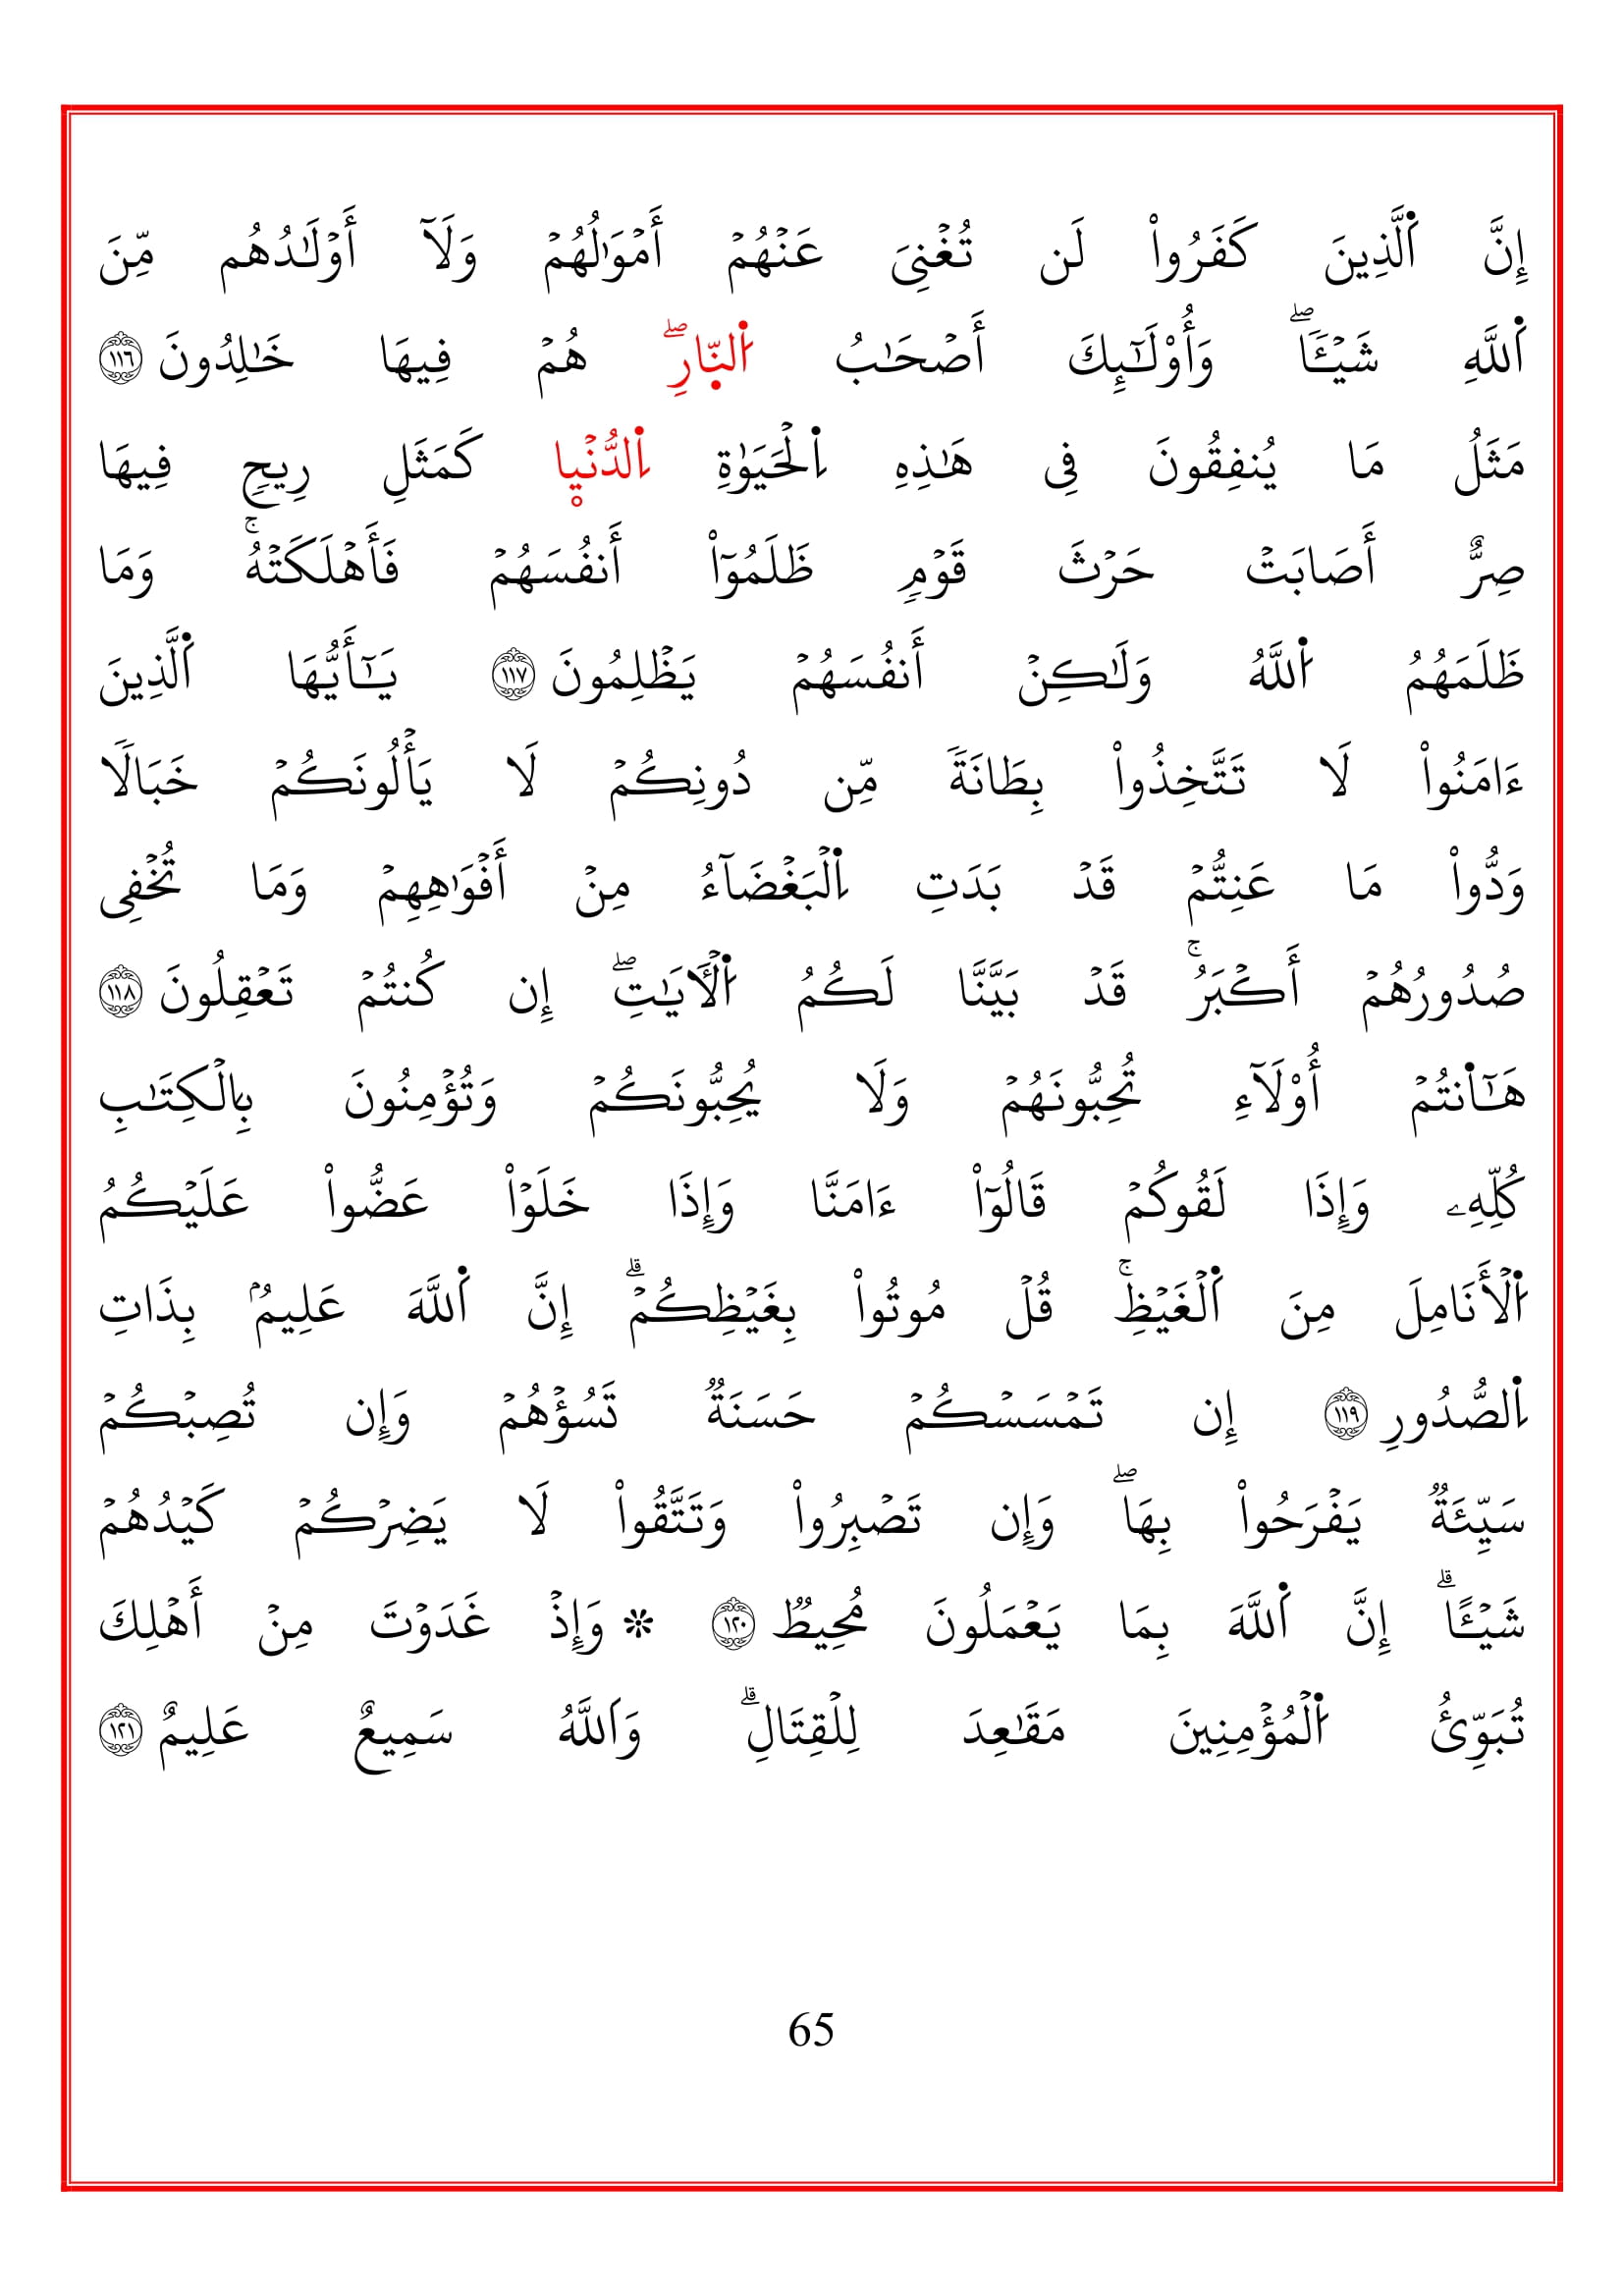 إِنَّ ٱلَّذِينَ كَفَرُواْ لَن تُغۡنِيَ عَنۡهُمۡ أَمۡوَٰلُهُمۡ وَلَآ أَوۡلَٰدُهُم مِّنَ
ٱللَّهِ شَيۡـٔٗاۖ وَأُوْلَٰٓئِكَ أَصۡحَٰبُ ٱلنّ۪ارِۖ هُمۡ فِيهَا خَٰلِدُونَ ١١٦
مَثَلُ مَا يُنفِقُونَ فِي هَٰذِهِ ٱلۡحَيَوٰةِ ٱلدُّنۡيٜا كَمَثَلِ رِيحٖ فِيهَا
صِرٌّ أَصَابَتۡ حَرۡثَ قَوۡمٖ ظَلَمُوٓاْ أَنفُسَهُمۡ فَأَهۡلَكَتۡهُۚ وَمَا
ظَلَمَهُمُ ٱللَّهُ وَلَٰكِنۡ أَنفُسَهُمۡ يَظۡلِمُونَ ١١٧ يَـٰٓأَيُّهَا ٱلَّذِينَ
ءَامَنُواْ لَا تَتَّخِذُواْ بِطَانَةٗ مِّن دُونِكُمۡ لَا يَأۡلُونَكُمۡ خَبَالٗا
وَدُّواْ مَا عَنِتُّمۡ قَدۡ بَدَتِ ٱلۡبَغۡضَآءُ مِنۡ أَفۡوَٰهِهِمۡ وَمَا تُخۡفِي
صُدُورُهُمۡ أَكۡبَرُۚ قَدۡ بَيَّنَّا لَكُمُ ٱلۡأٓيَٰتِۖ إِن كُنتُمۡ تَعۡقِلُونَ ١١٨
هَـٰٓانتُمۡ أُوْلَآءِ تُحِبُّونَهُمۡ وَلَا يُحِبُّونَكُمۡ وَتُؤۡمِنُونَ بِٱلۡكِتَٰبِ
كُلِّهِۦ وَإِذَا لَقُوكُمۡ قَالُوٓاْ ءَامَنَّا وَإِذَا خَلَوۡاْ عَضُّواْ عَلَيۡكُمُ
ٱلۡأَنَامِلَ مِنَ ٱلۡغَيۡظِۚ قُلۡ مُوتُواْ بِغَيۡظِكُمۡۗ إِنَّ ٱللَّهَ عَلِيمُۢ بِذَاتِ
ٱلصُّدُورِ ١١٩ إِن تَمۡسَسۡكُمۡ حَسَنَةٞ تَسُؤۡهُمۡ وَإِن تُصِبۡكُمۡ
سَيِّئَةٞ يَفۡرَحُواْ بِهَاۖ وَإِن تَصۡبِرُواْ وَتَتَّقُواْ لَا يَضِرۡكُمۡ كَيۡدُهُمۡ
شَيۡـًٔاۗ إِنَّ ٱللَّهَ بِمَا يَعۡمَلُونَ مُحِيطٞ ١٢٠ ۞ وَإِذۡ غَدَوۡتَ مِنۡ أَهۡلِكَ
تُبَوِّئُ ٱلۡمُؤۡمِنِينَ مَقَٰعِدَ لِلۡقِتَالِۗ وَٱللَّهُ سَمِيعٌ عَلِيمٌ ١٢١
65